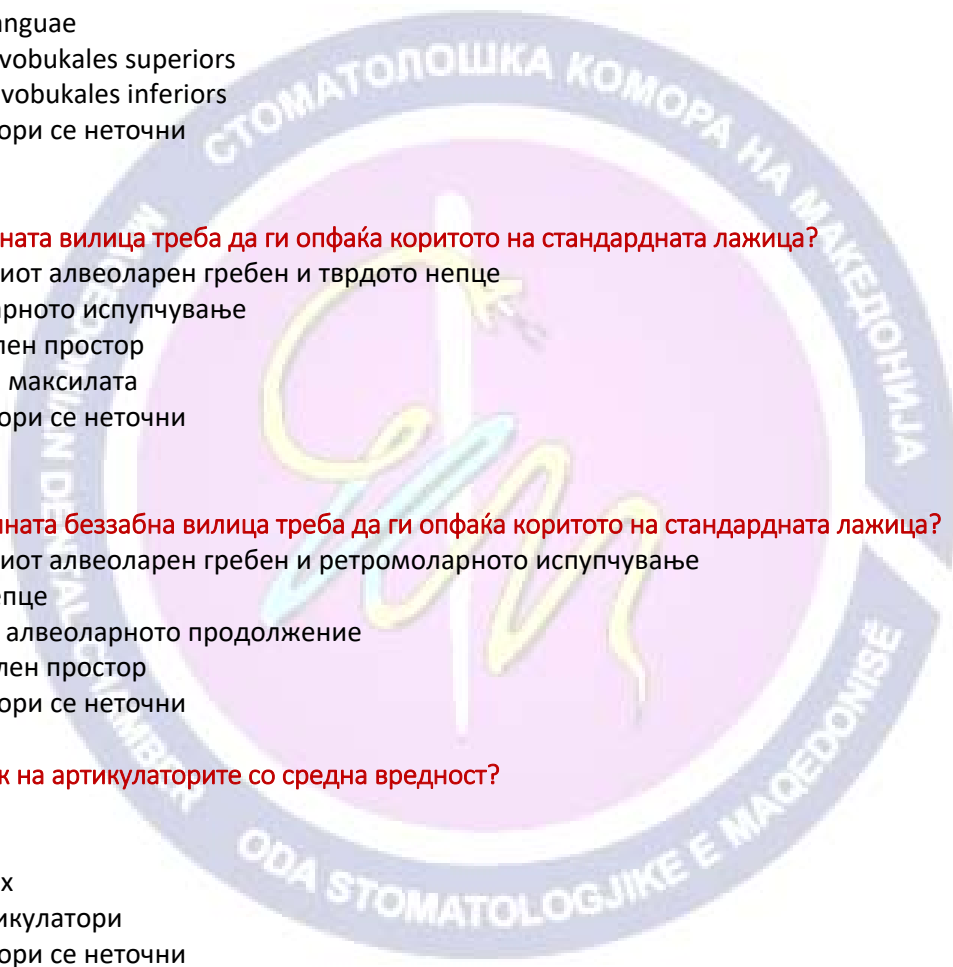 anguae
vobukales superiors
vobukales inferiors
ори се неточни
ната вилица треба да ги опфаќа коритото на стандардната лажица?
иот алвеоларен гребен и тврдото непце
арното испупчување
лен простор
максилата
ори се неточни
ната беззабна вилица треба да ги опфаќа коритото на стандардната лажица?
иот алвеоларен гребен и ретромоларното испупчување
епце
алвеоларното продолжение
лен простор
ори се неточни
к на артикулаторите со средна вредност?
х
икулатори
ори се неточни
СТОМАТОЛОШКА КОМОРА НА МАКЕДОНИЈА
ODA STOMATOLOGJIKE E MAQEDONISË